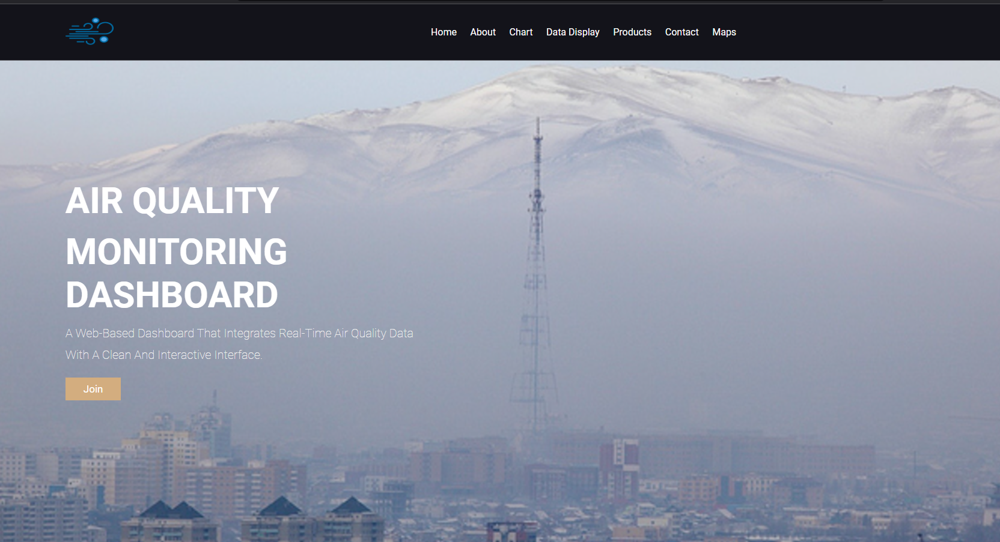 Home About Chart Data Display Products Contact Maps
AIR QUALITY
MONITORING
DASHBOARD
A Web-Based Dashboard That Integrates Real-Time Air Quality Data
With A Clean And Interactive Interface.
Join